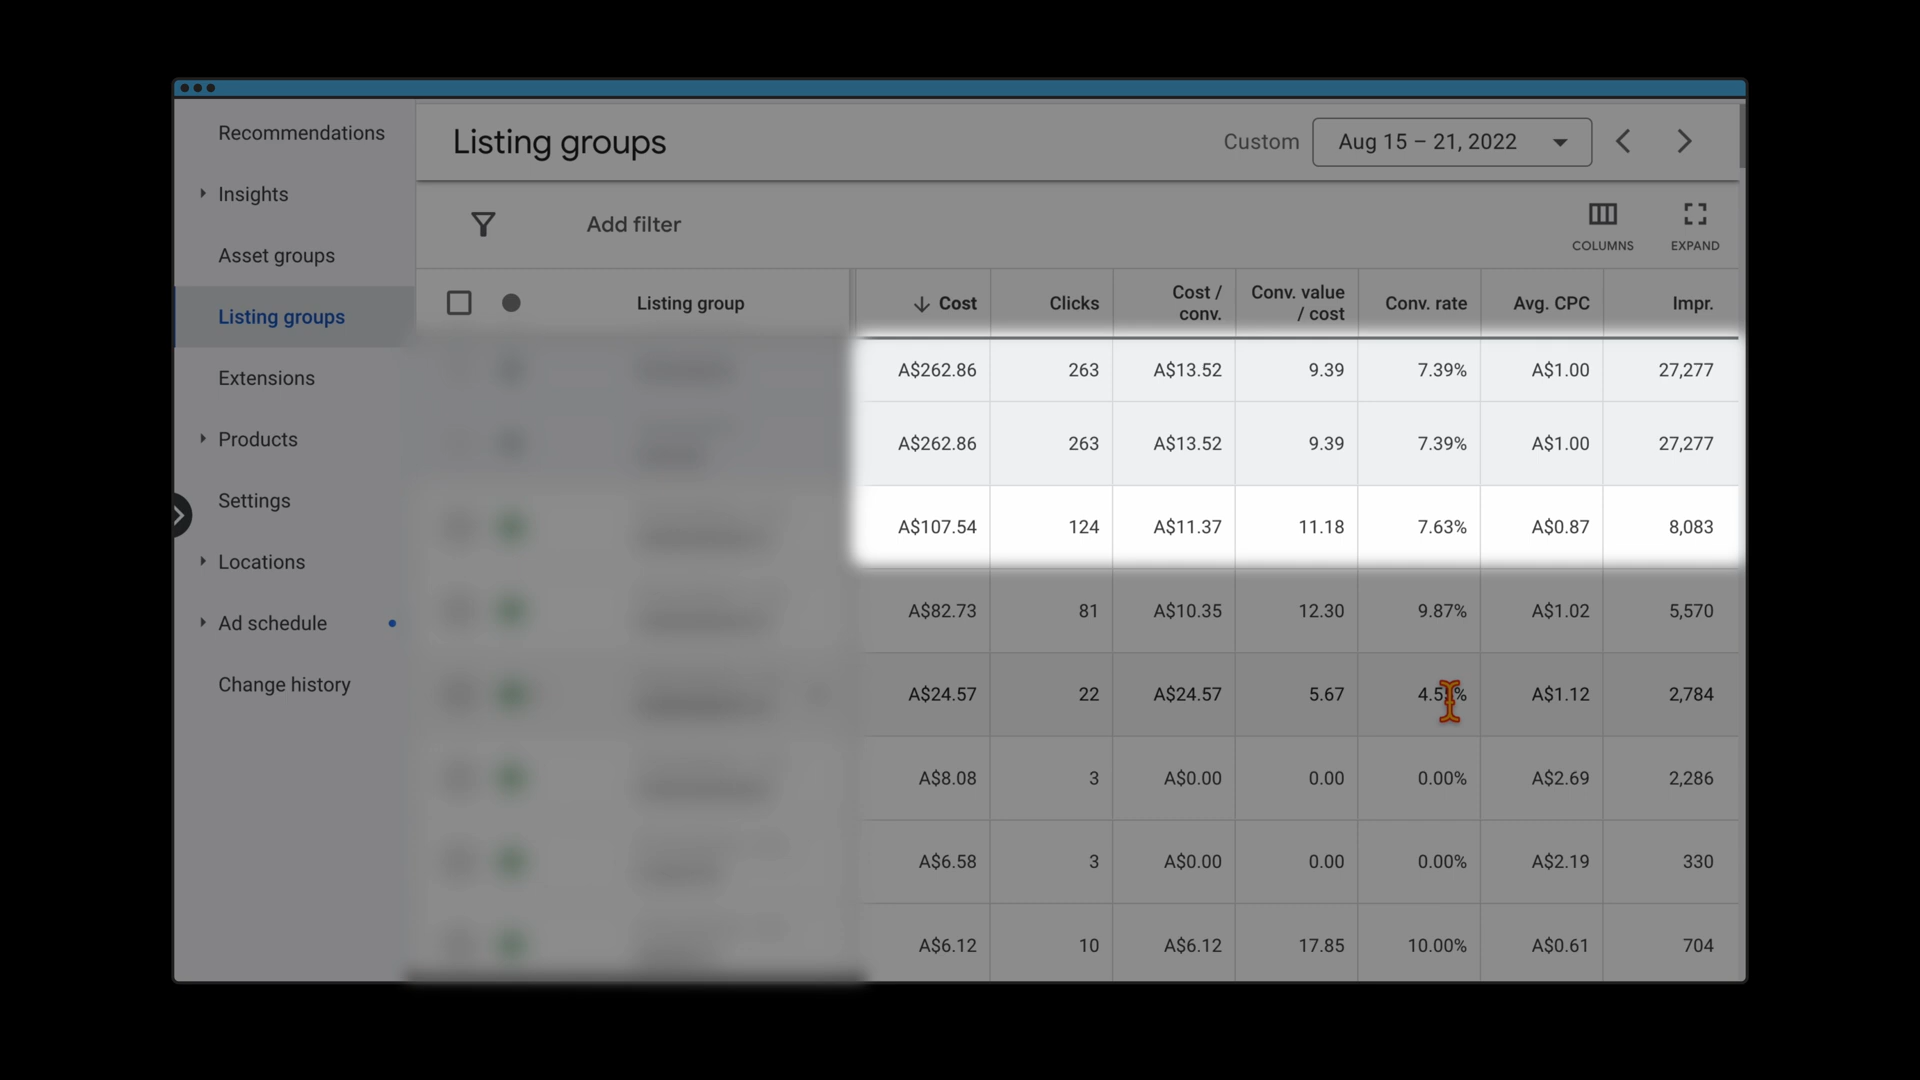 Recommendations
Insights
Asset groups
Listing groups
Extensions
Products
Settings
Locations
Ad schedule
Change history
Listing groups
Custom
Aug 15 – 21, 2022
Add filter
COLUMNS
EXPAND
Listing group
Cost
Clicks
Cost / conv.
Conv. value / cost
Conv. rate
Avg. CPC
Impr.
A$262.86 263 A$13.52 9.39 7.39% A$1.00 27,277
A$262.86 263 A$13.52 9.39 7.39% A$1.00 27,277
A$107.54 124 A$11.37 11.18 7.63% A$0.87 8,083
A$82.73 81 A$10.35 12.30 9.87% A$1.02 5,570
A$24.57 22 A$24.57 5.67 A$1.12 2,784
A$8.08 3 A$0.00 0.00 0.00% A$2.69 2,286
A$6.58 3 A$0.00 0.00 0.00% A$2.19 330
A$6.12 10 A$6.12 17.85 10.00% A$0.61 704